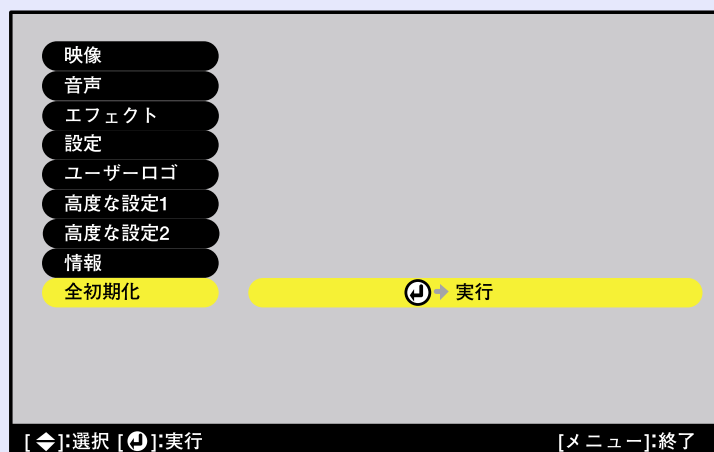 映像
音声
エフェクト
設定
ユーザーロゴ
高度な設定1
高度な設定2
情報
全初期化
実行
[ ]:選択 [ ]:実行
[メニュー]:終了